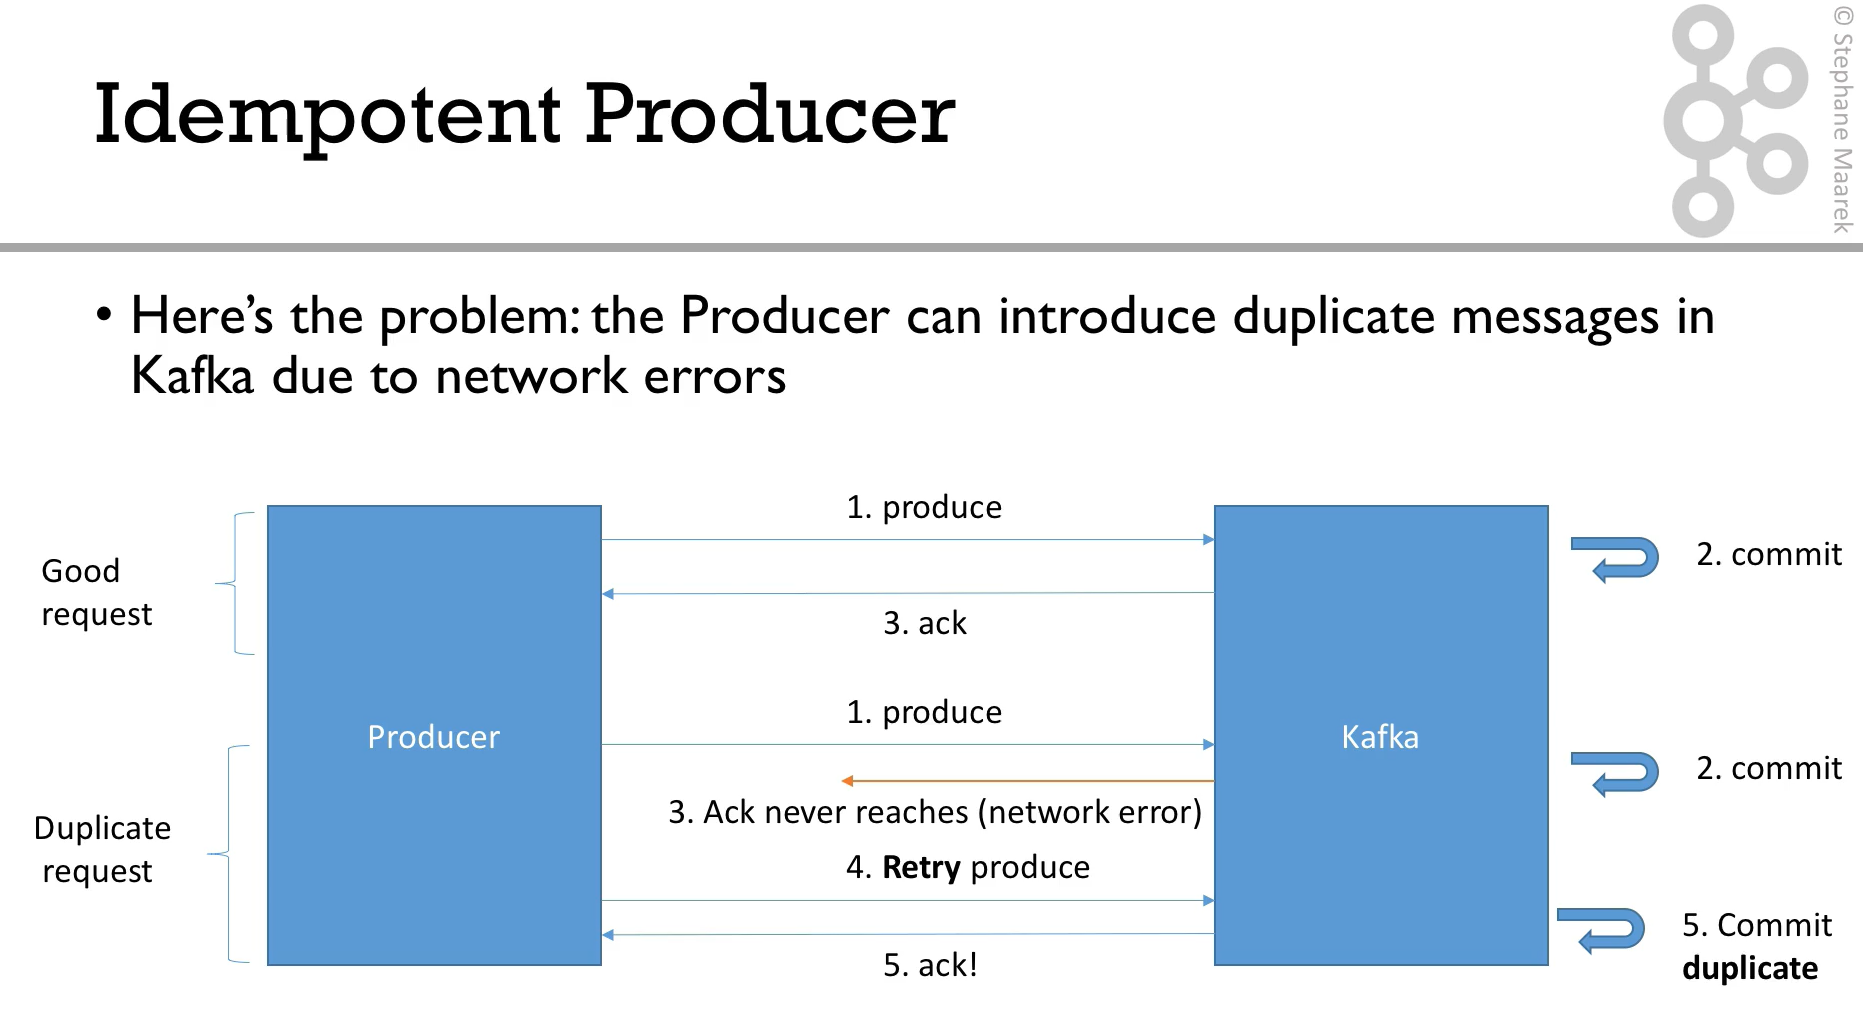 Idempotent Producer
© Stephane Maarek
• Here’s the problem: the Producer can introduce duplicate messages in
Kafka due to network errors
Good
request
1. produce
2. commit
3. ack
Producer
Kafka
Duplicate
request
1. produce
2. commit
3. Ack never reaches (network error)
4. Retry produce
5. Commit
duplicate
5. ack!